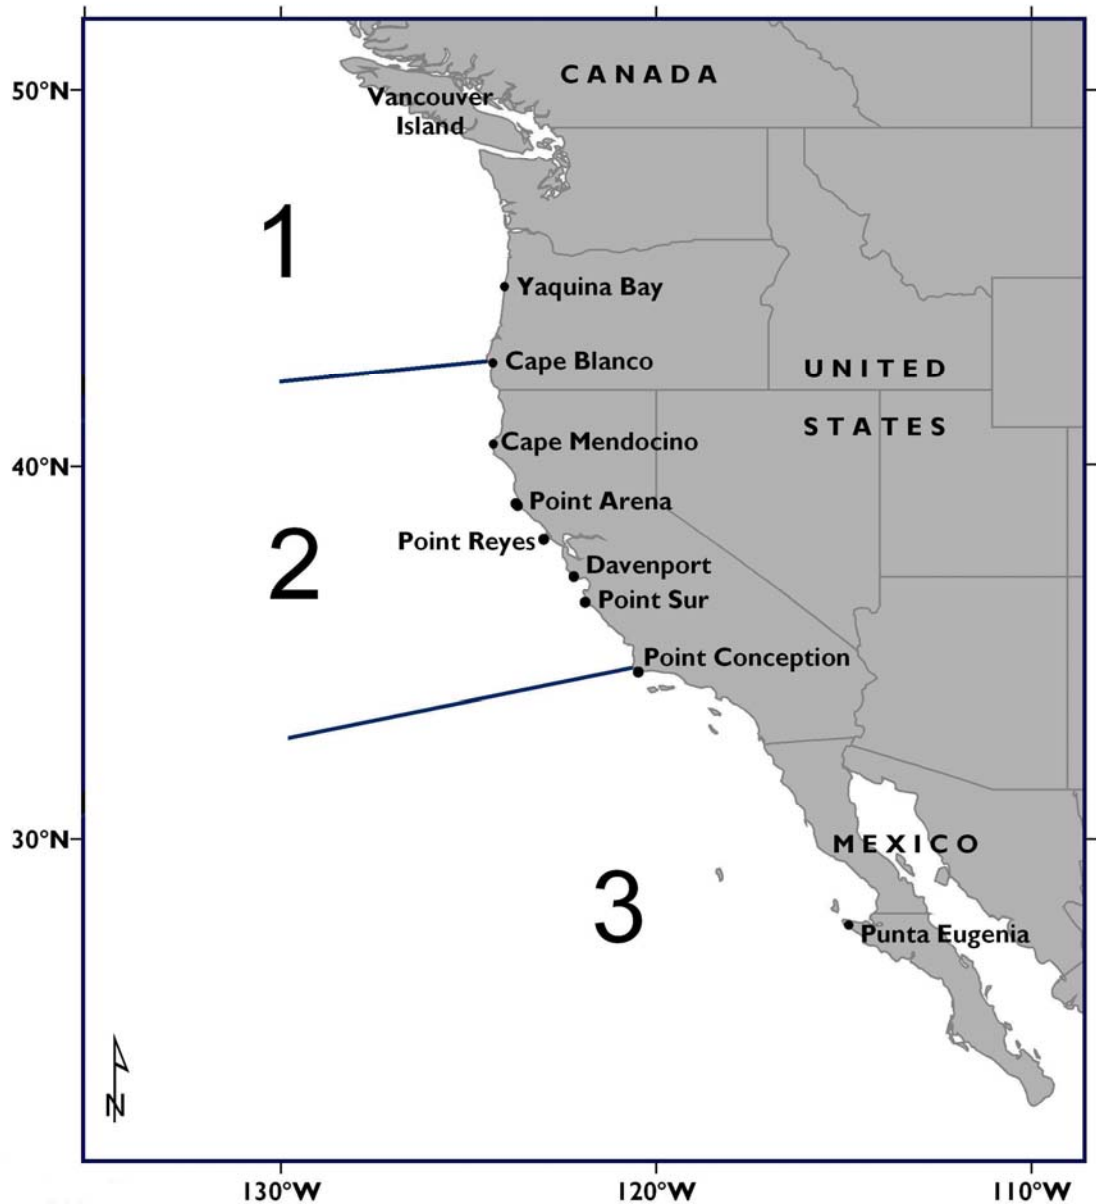 CANADA
50°N
Vancouver
Island
1
Yaquina Bay
Cape Blanco
UNITED
STATES
Cape Mendocino
40°N
Point Arena
Point Reyes
2
Davenport
Point Sur
Point Conception
30°N
MEXICO
3
Punta Eugenia
N
130°W
120°W
110°W